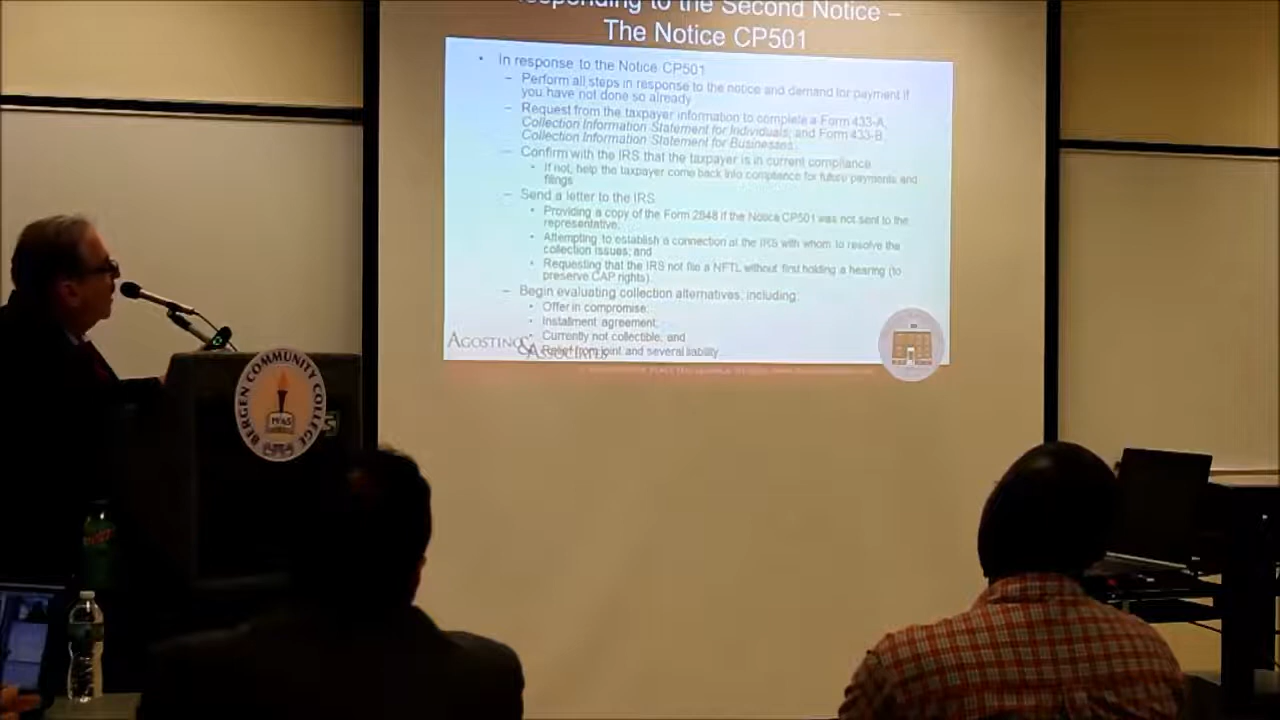 to the Second Notice –
The Notice CP501
• In response to the Notice CP501
– Perform all steps in response to the notice and demand for payment if
you have not done so already
– Request from the taxpayer information to complete a Form 433-A,
Collection Information Statement for Individuals, and Form 433-B,
Collection Information Statement for Businesses.
– Confirm with the IRS that the taxpayer is in current compliance
• If not, help the taxpayer come back into compliance for future payments and
filings
– Send a letter to the IRS
• Providing a copy of the Form 2848 if the Notice CP501 was not sent to the
representative;
• Attempting to establish a connection at the IRS with whom to resolve the
collection issues; and
• Requesting that the IRS not file a NFTL without first holding a hearing (to
preserve CAP rights)
– Begin evaluating collection alternatives, including:
• Offer in compromise;
• Installment agreement;
• Currently not collectible; and
• Relief from joint and several liability
AGOSTINO
& ASSOCIATES
BERGEN COMMUNITY COLLEGE
1965